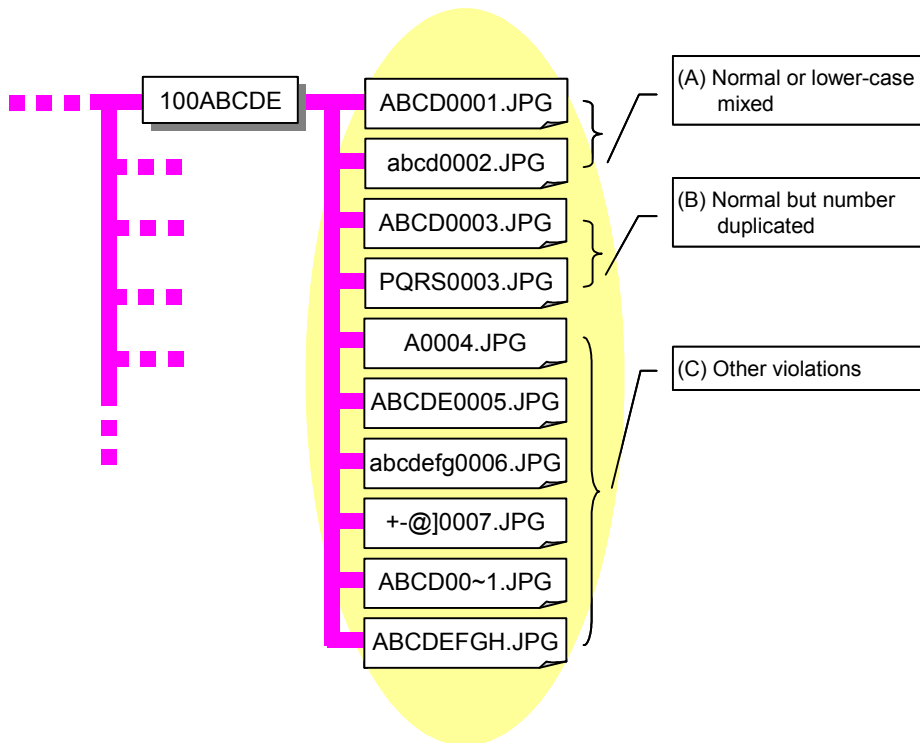 100ABCDE
ABCD0001.JPG
abcd0002.JPG
ABCD0003.JPG
PQRS0003.JPG
A0004.JPG
ABCDE0005.JPG
abcdefg0006.JPG
+-@]0007.JPG
ABCD00~1.JPG
ABCDEFGH.JPG
(A) Normal or lower-case
mixed
(B) Normal but number
duplicated
(C) Other violations